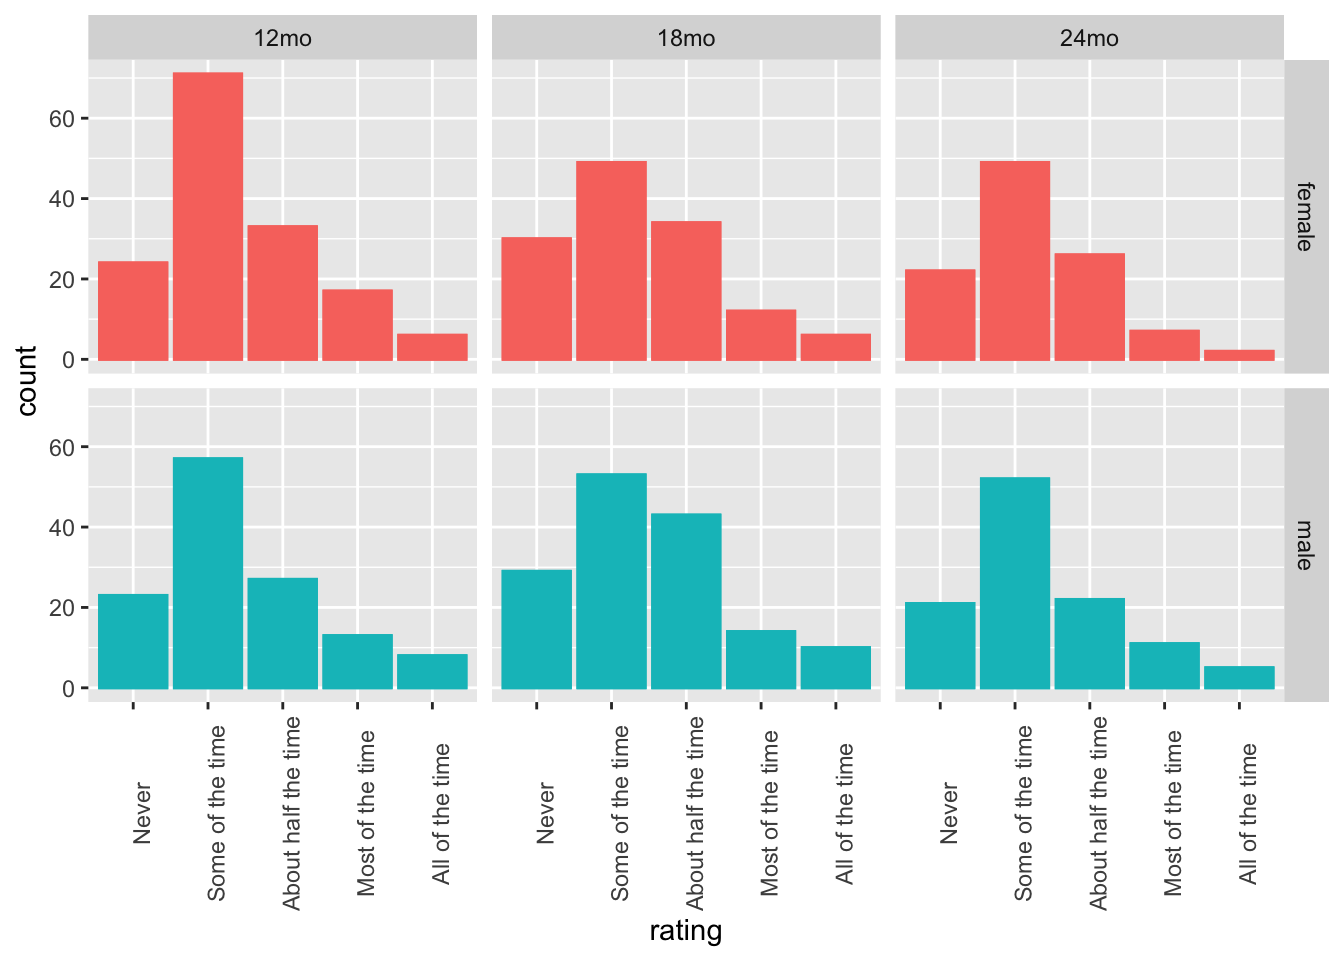 12mo
18mo
24mo
60
40
20
0
female
count
60
40
20
0
male
Never
Some of the time
About half the time
Most of the time
All of the time
Never
Some of the time
About half the time
Most of the time
All of the time
Never
Some of the time
About half the time
Most of the time
All of the time
rating